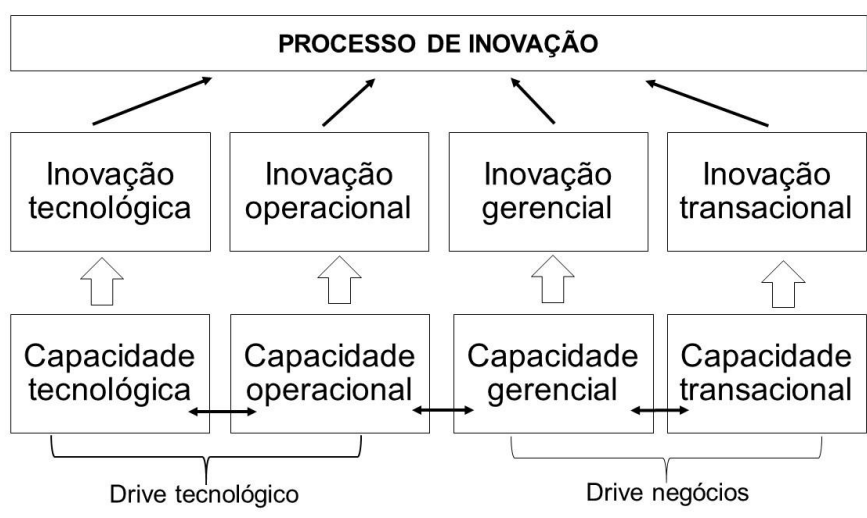 PROCESSO DE INOVAÇÃO
Inovação
tecnológica
Inovação
operacional
Inovação
gerencial
Inovação
transacional
Capacidade
tecnológica
Capacidade
operacional
Capacidade
gerencial
Capacidade
transacional
Drive tecnológico
Drive negócios